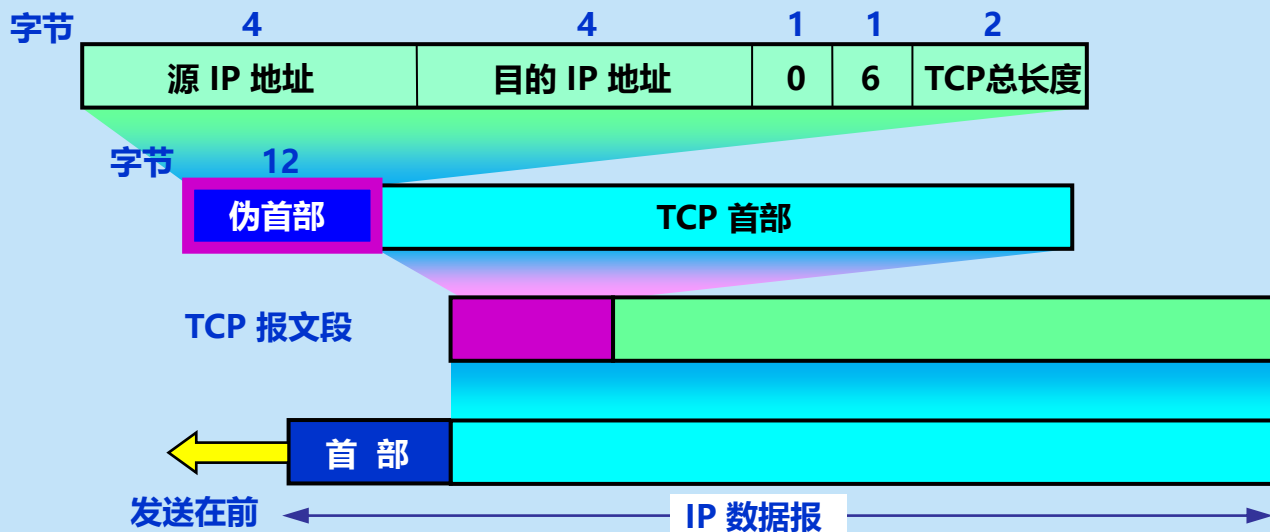 字节 4 4 1 1 2
源 IP 地址 目的 IP 地址 0 6 TCP总长度
字节 12
伪首部 TCP 首部
TCP 报文段
首 部
发送在前 IP 数据报